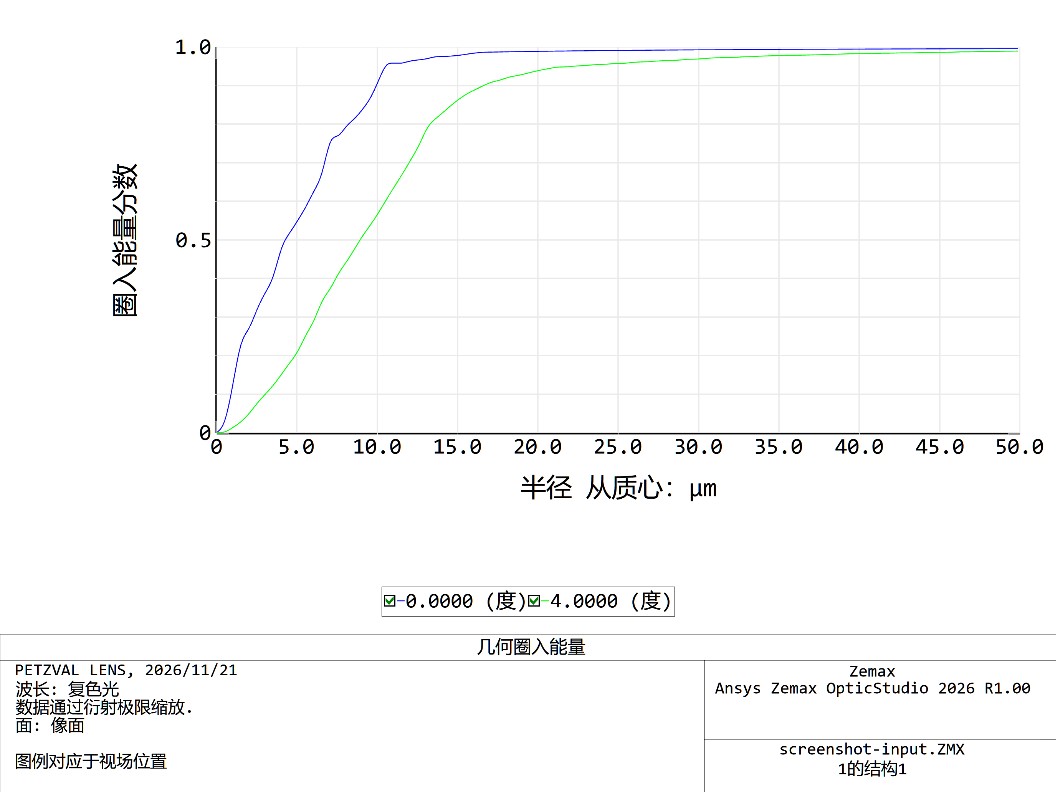 1.0
0.5
0
圈入能量分数
0 5.0 10.0 15.0 20.0 25.0 30.0 35.0 40.0 45.0 50.0
半径 从质心: μm
0.0000 (度) 4.0000 (度)
几何圈入能量
PETZVAL LENS, 2026/11/21
波长: 复色光
数据通过衍射极限缩放.
面: 像面
图例对应于视场位置
Zemax
Ansys Zemax OpticStudio 2026 R1.00
screenshot-input.ZMX
1的结构1